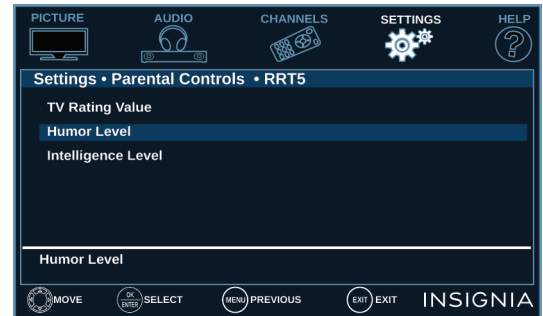 PICTURE AUDIO CHANNELS SETTINGS HELP
Settings • Parental Controls • RRT5
TV Rating Value
Humor Level
Intelligence Level
Humor Level
MOVE OK ENTER SELECT MENU PREVIOUS EXIT EXIT INSIGNIA